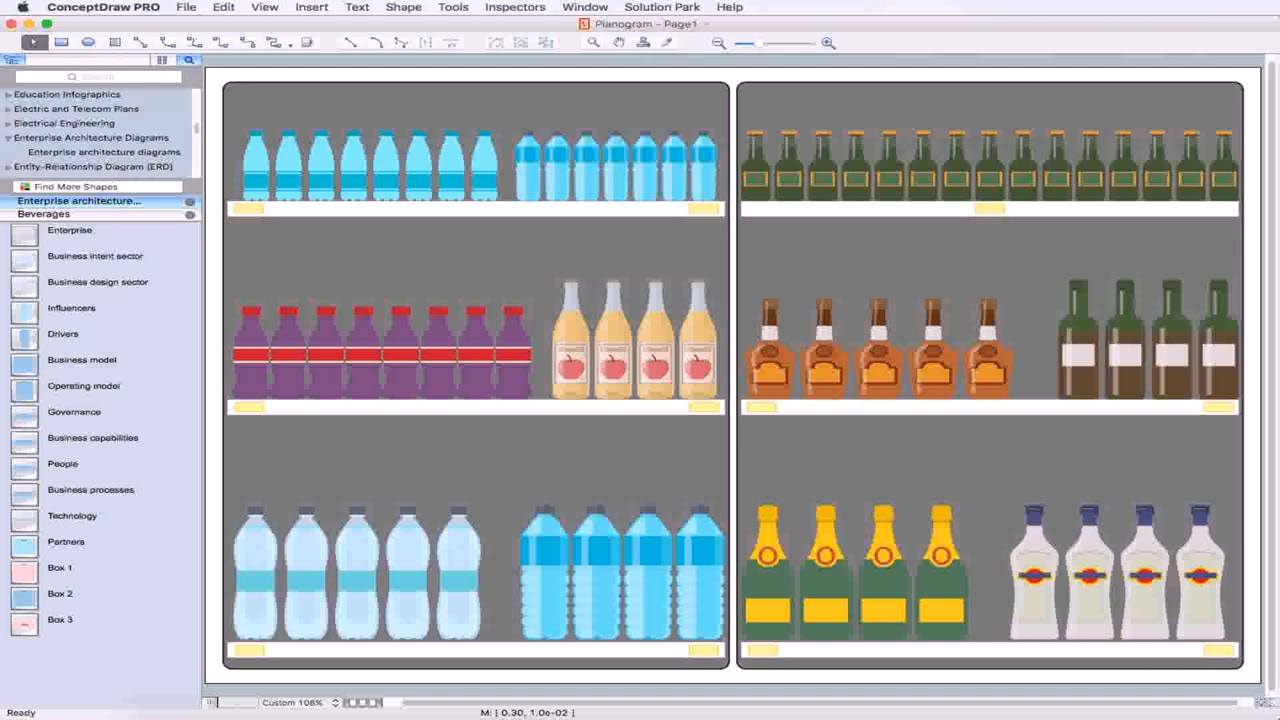 ConceptDraw PRO File Edit View Insert Text Shape Tools Inspectors Window Solution Park Help
Planogram - Page1
Search
Education Infographics
Electric and Telecom Plans
Electrical Engineering
Enterprise Architecture Diagrams
Enterprise architecture diagrams
Entity-Relationship Diagram (ERD)
Find More Shapes
Enterprise architecture...
Beverages
Enterprise
Business intent sector
Business design sector
Influencers
Drivers
Business model
Operating model
Governance
Business capabilities
People
Business processes
Technology
Partners
Box 1
Box 2
Box 3
Custom 108%
Ready
M: [ 0.30, 1.0e-02 ]